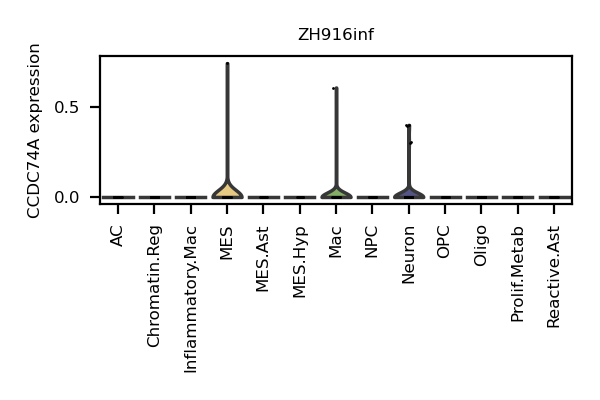 ZH916inf
CCDC74A expression
0.5
0.0
AC
Chromatin.Reg
Inflammatory.Mac
MES
MES.Ast
MES.Hyp
Mac
NPC
Neuron
OPC
Oligo
Prolif.Metab
Reactive.Ast